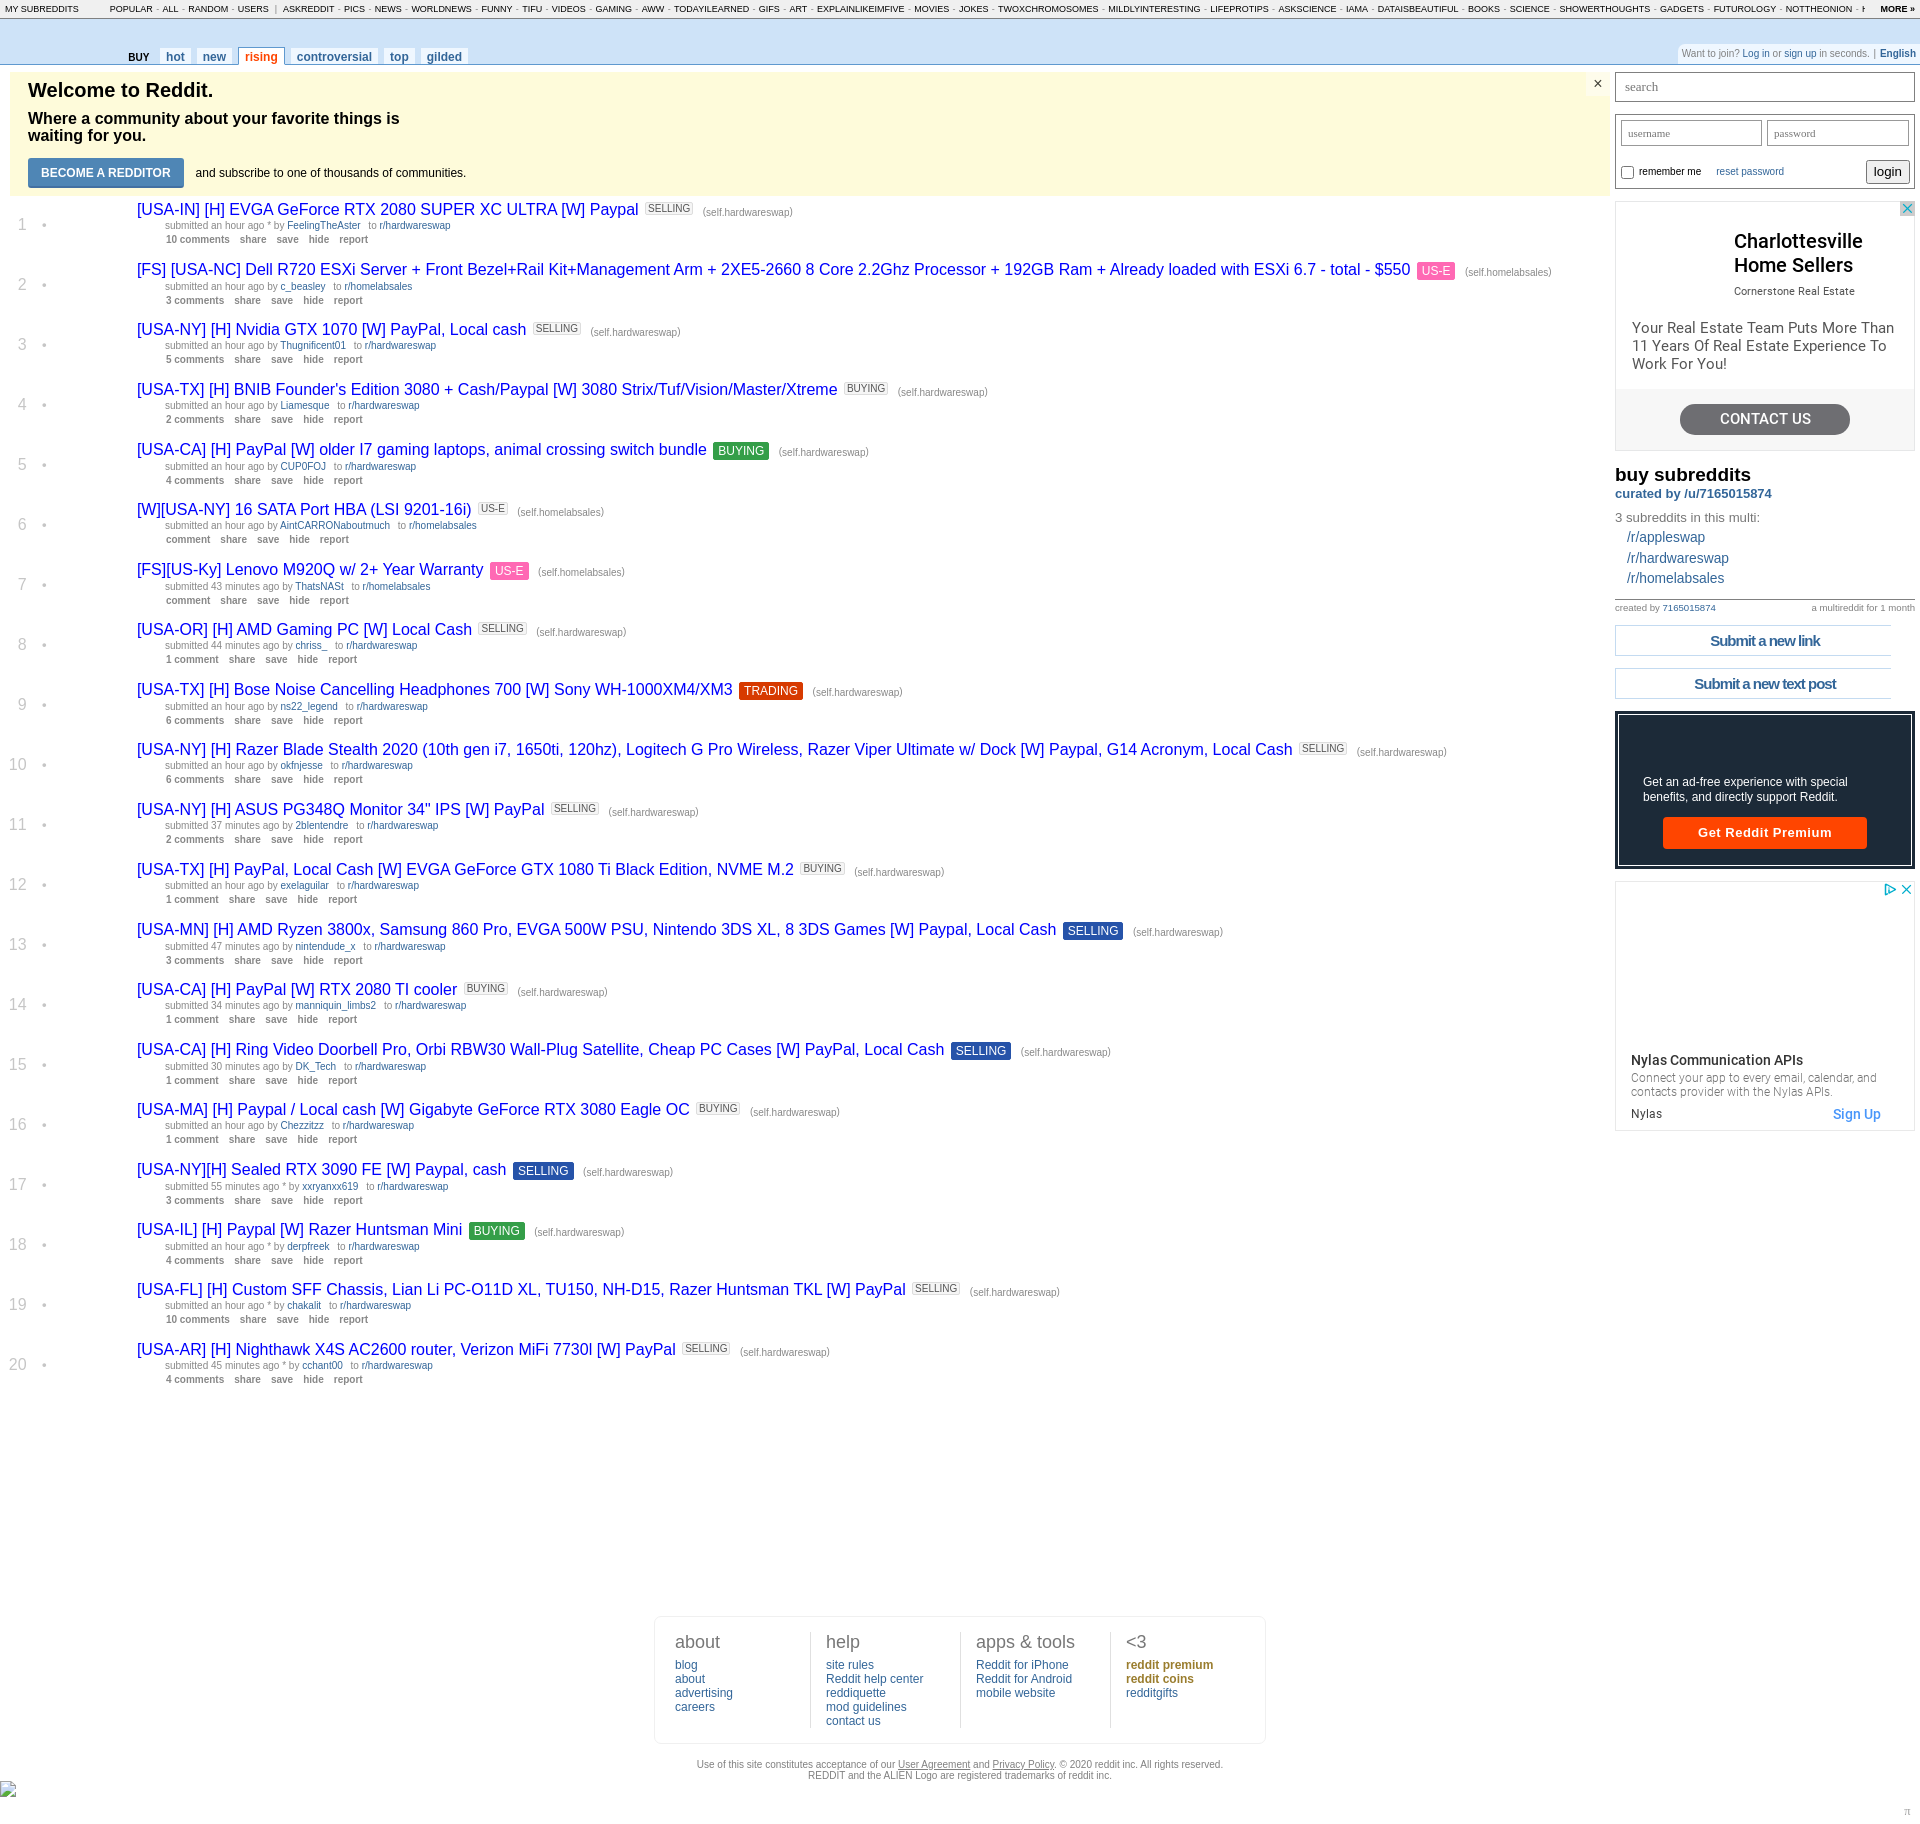 MY SUBREDDITS POPULAR - ALL - RANDOM - USERS | ASKREDDIT - PICS - NEWS - WORLDNEWS - FUNNY - TIFU - VIDEOS - GAMING - AWW - TODAYILEARNED - GIFS - ART - EXPLAINLIKEIMFIVE - MOVIES - JOKES - TWOXCHROMOSOMES - MILDLYINTERESTING - LIFEPROTIPS - ASKSCIENCE - IAMA - DATAISBEAUTIFUL - BOOKS - SCIENCE - SHOWERTHOUGHTS - GADGETS - FUTUROLOGY - NOTTHEONION - MORE »
BUY hot new rising controversial top gilded
Want to join? Log in or sign up in seconds. | English
Welcome to Reddit.
Where a community about your favorite things is
waiting for you.
BECOME A REDDITOR and subscribe to one of thousands of communities.
×
1 • [USA-IN] [H] EVGA GeForce RTX 2080 SUPER XC ULTRA [W] Paypal SELLING (self.hardwareswap)
submitted an hour ago * by FeelingTheAster to r/hardwareswap
10 comments share save hide report
2 • [FS] [USA-NC] Dell R720 ESXi Server + Front Bezel+Rail Kit+Management Arm + 2XE5-2660 8 Core 2.2Ghz Processor + 192GB Ram + Already loaded with ESXi 6.7 - total - $550 US-E (self.homelabsales)
submitted an hour ago by c_beasley to r/homelabsales
3 comments share save hide report
3 • [USA-NY] [H] Nvidia GTX 1070 [W] PayPal, Local cash SELLING (self.hardwareswap)
submitted an hour ago by Thugnificent01 to r/hardwareswap
5 comments share save hide report
4 • [USA-TX] [H] BNIB Founder's Edition 3080 + Cash/Paypal [W] 3080 Strix/Tuf/Vision/Master/Xtreme BUYING (self.hardwareswap)
submitted an hour ago by Liamesque to r/hardwareswap
2 comments share save hide report
5 • [USA-CA] [H] PayPal [W] older I7 gaming laptops, animal crossing switch bundle BUYING (self.hardwareswap)
submitted an hour ago by CUP0FOJ to r/hardwareswap
4 comments share save hide report
6 • [W][USA-NY] 16 SATA Port HBA (LSI 9201-16i) US-E (self.homelabsales)
submitted an hour ago by AintCARRONaboutmuch to r/homelabsales
comment share save hide report
7 • [FS][US-Ky] Lenovo M920Q w/ 2+ Year Warranty US-E (self.homelabsales)
submitted 43 minutes ago by ThatsNASt to r/homelabsales
comment share save hide report
8 • [USA-OR] [H] AMD Gaming PC [W] Local Cash SELLING (self.hardwareswap)
submitted 44 minutes ago by chriss_ to r/hardwareswap
1 comment share save hide report
9 • [USA-TX] [H] Bose Noise Cancelling Headphones 700 [W] Sony WH-1000XM4/XM3 TRADING (self.hardwareswap)
submitted an hour ago by ns22_legend to r/hardwareswap
6 comments share save hide report
10 • [USA-NY] [H] Razer Blade Stealth 2020 (10th gen i7, 1650ti, 120hz), Logitech G Pro Wireless, Razer Viper Ultimate w/ Dock [W] Paypal, G14 Acronym, Local Cash SELLING (self.hardwareswap)
submitted an hour ago by okfnjesse to r/hardwareswap
6 comments share save hide report
11 • [USA-NY] [H] ASUS PG348Q Monitor 34" IPS [W] PayPal SELLING (self.hardwareswap)
submitted 37 minutes ago by 2blentendre to r/hardwareswap
2 comments share save hide report
12 • [USA-TX] [H] PayPal, Local Cash [W] EVGA GeForce GTX 1080 Ti Black Edition, NVME M.2 BUYING (self.hardwareswap)
submitted an hour ago by exelaguilar to r/hardwareswap
1 comment share save hide report
13 • [USA-MN] [H] AMD Ryzen 3800x, Samsung 860 Pro, EVGA 500W PSU, Nintendo 3DS XL, 8 3DS Games [W] Paypal, Local Cash SELLING (self.hardwareswap)
submitted 47 minutes ago by nintendude_x to r/hardwareswap
3 comments share save hide report
14 • [USA-CA] [H] PayPal [W] RTX 2080 TI cooler BUYING (self.hardwareswap)
submitted 34 minutes ago by manniquin_limbs2 to r/hardwareswap
1 comment share save hide report
15 • [USA-CA] [H] Ring Video Doorbell Pro, Orbi RBW30 Wall-Plug Satellite, Cheap PC Cases [W] PayPal, Local Cash SELLING (self.hardwareswap)
submitted 30 minutes ago by DK_Tech to r/hardwareswap
1 comment share save hide report
16 • [USA-MA] [H] Paypal / Local cash [W] Gigabyte GeForce RTX 3080 Eagle OC BUYING (self.hardwareswap)
submitted an hour ago by Chezzitzz to r/hardwareswap
1 comment share save hide report
17 • [USA-NY][H] Sealed RTX 3090 FE [W] Paypal, cash SELLING (self.hardwareswap)
submitted 55 minutes ago * by xxryanxx619 to r/hardwareswap
3 comments share save hide report
18 • [USA-IL] [H] Paypal [W] Razer Huntsman Mini BUYING (self.hardwareswap)
submitted an hour ago * by derpfreek to r/hardwareswap
4 comments share save hide report
19 • [USA-FL] [H] Custom SFF Chassis, Lian Li PC-O11D XL, TU150, NH-D15, Razer Huntsman TKL [W] PayPal SELLING (self.hardwareswap)
submitted an hour ago * by chakalit to r/hardwareswap
10 comments share save hide report
20 • [USA-AR] [H] Nighthawk X4S AC2600 router, Verizon MiFi 7730l [W] PayPal SELLING (self.hardwareswap)
submitted 45 minutes ago * by cchant00 to r/hardwareswap
4 comments share save hide report
search
username password
remember me reset password login
Charlottesville
Home Sellers
Cornerstone Real Estate
Your Real Estate Team Puts More Than
11 Years Of Real Estate Experience To
Work For You!
CONTACT US
buy subreddits
curated by /u/7165015874
3 subreddits in this multi:
/r/appleswap
/r/hardwareswap
/r/homelabsales
created by 7165015874 a multireddit for 1 month
Submit a new link
Submit a new text post
Get an ad-free experience with special
benefits, and directly support Reddit.
Get Reddit Premium
Nylas Communication APIs
Connect your app to every email, calendar, and
contacts provider with the Nylas APIs.
Nylas Sign Up
about
blog
about
advertising
careers
help
site rules
Reddit help center
reddiquette
mod guidelines
contact us
apps & tools
Reddit for iPhone
Reddit for Android
mobile website
<3
reddit premium
reddit coins
redditgifts
Use of this site constitutes acceptance of our User Agreement and Privacy Policy. © 2020 reddit inc. All rights reserved.
REDDIT and the ALIEN Logo are registered trademarks of reddit inc.
π